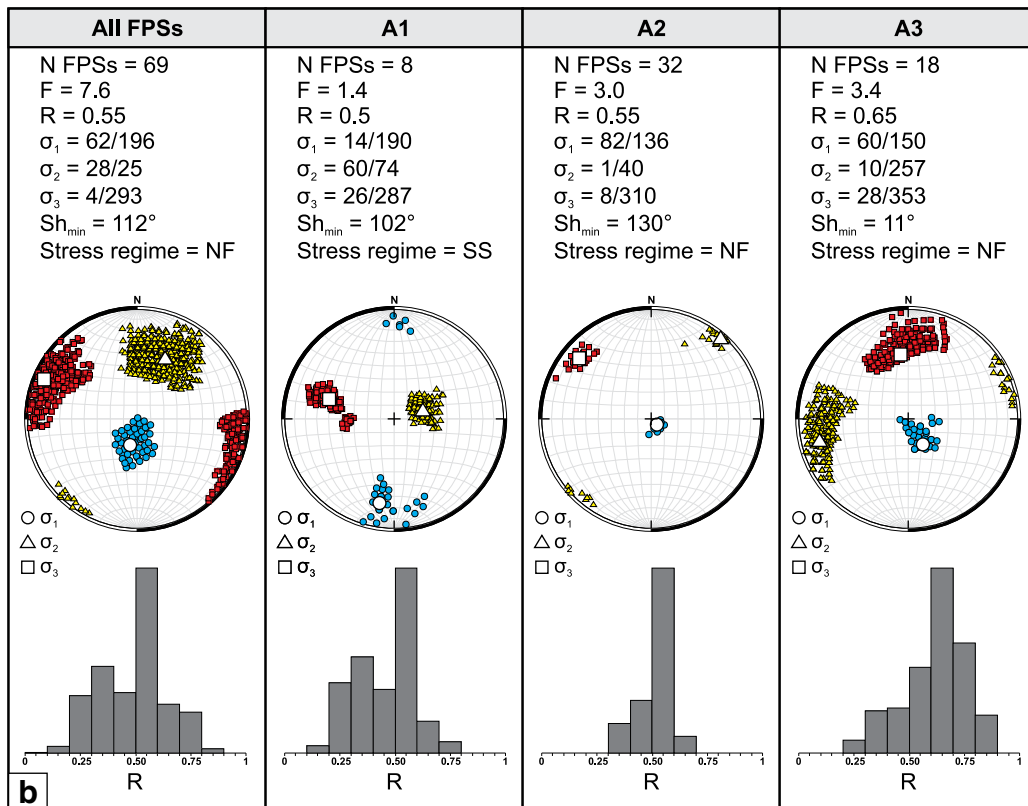 All FPSs
N FPSs = 69
F = 7.6
R = 0.55
σ₁ = 62/196
σ₂ = 28/25
σ₃ = 4/293
Shmin = 112°
Stress regime = NF
N
σ₁
σ₂
σ₃
0 0.25 0.5 0.75 1
R
b
A1
N FPSs = 8
F = 1.4
R = 0.5
σ₁ = 14/190
σ₂ = 60/74
σ₃ = 26/287
Shmin = 102°
Stress regime = SS
N
σ₁
σ₂
σ₃
0 0.25 0.5 0.75 1
R
A2
N FPSs = 32
F = 3.0
R = 0.55
σ₁ = 82/136
σ₂ = 1/40
σ₃ = 8/310
Shmin = 130°
Stress regime = NF
N
σ₁
σ₂
σ₃
0 0.25 0.5 0.75 1
R
A3
N FPSs = 18
F = 3.4
R = 0.65
σ₁ = 60/150
σ₂ = 10/257
σ₃ = 28/353
Shmin = 11°
Stress regime = NF
N
σ₁
σ₂
σ₃
0 0.25 0.5 0.75 1
R